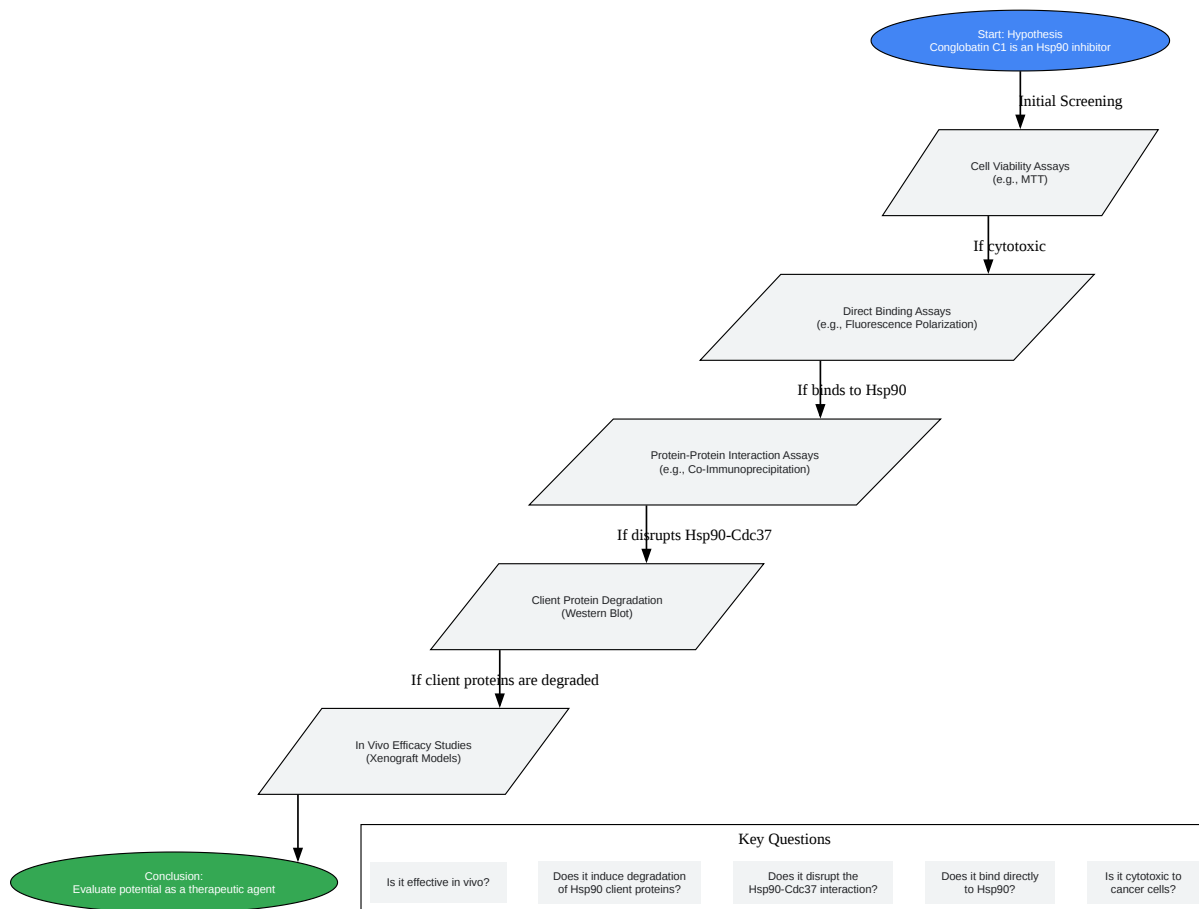 Start: Hypothesis
Conglobatin C1 is an Hsp90 inhibitor
Initial Screening
Cell Viability Assays
(e.g., MTT)
If cytotoxic
Direct Binding Assays
(e.g., Fluorescence Polarization)
If binds to Hsp90
Protein-Protein Interaction Assays
(e.g., Co-Immunoprecipitation)
If disrupts Hsp90-Cdc37
Client Protein Degradation
(Western Blot)
If client proteins are degraded
In Vivo Efficacy Studies
(Xenograft Models)
Conclusion:
Evaluate potential as a therapeutic agent
Key Questions
Is it effective in vivo?
Does it induce degradation
of Hsp90 client proteins?
Does it disrupt the
Hsp90-Cdc37 interaction?
Does it bind directly
to Hsp90?
Is it cytotoxic to
cancer cells?